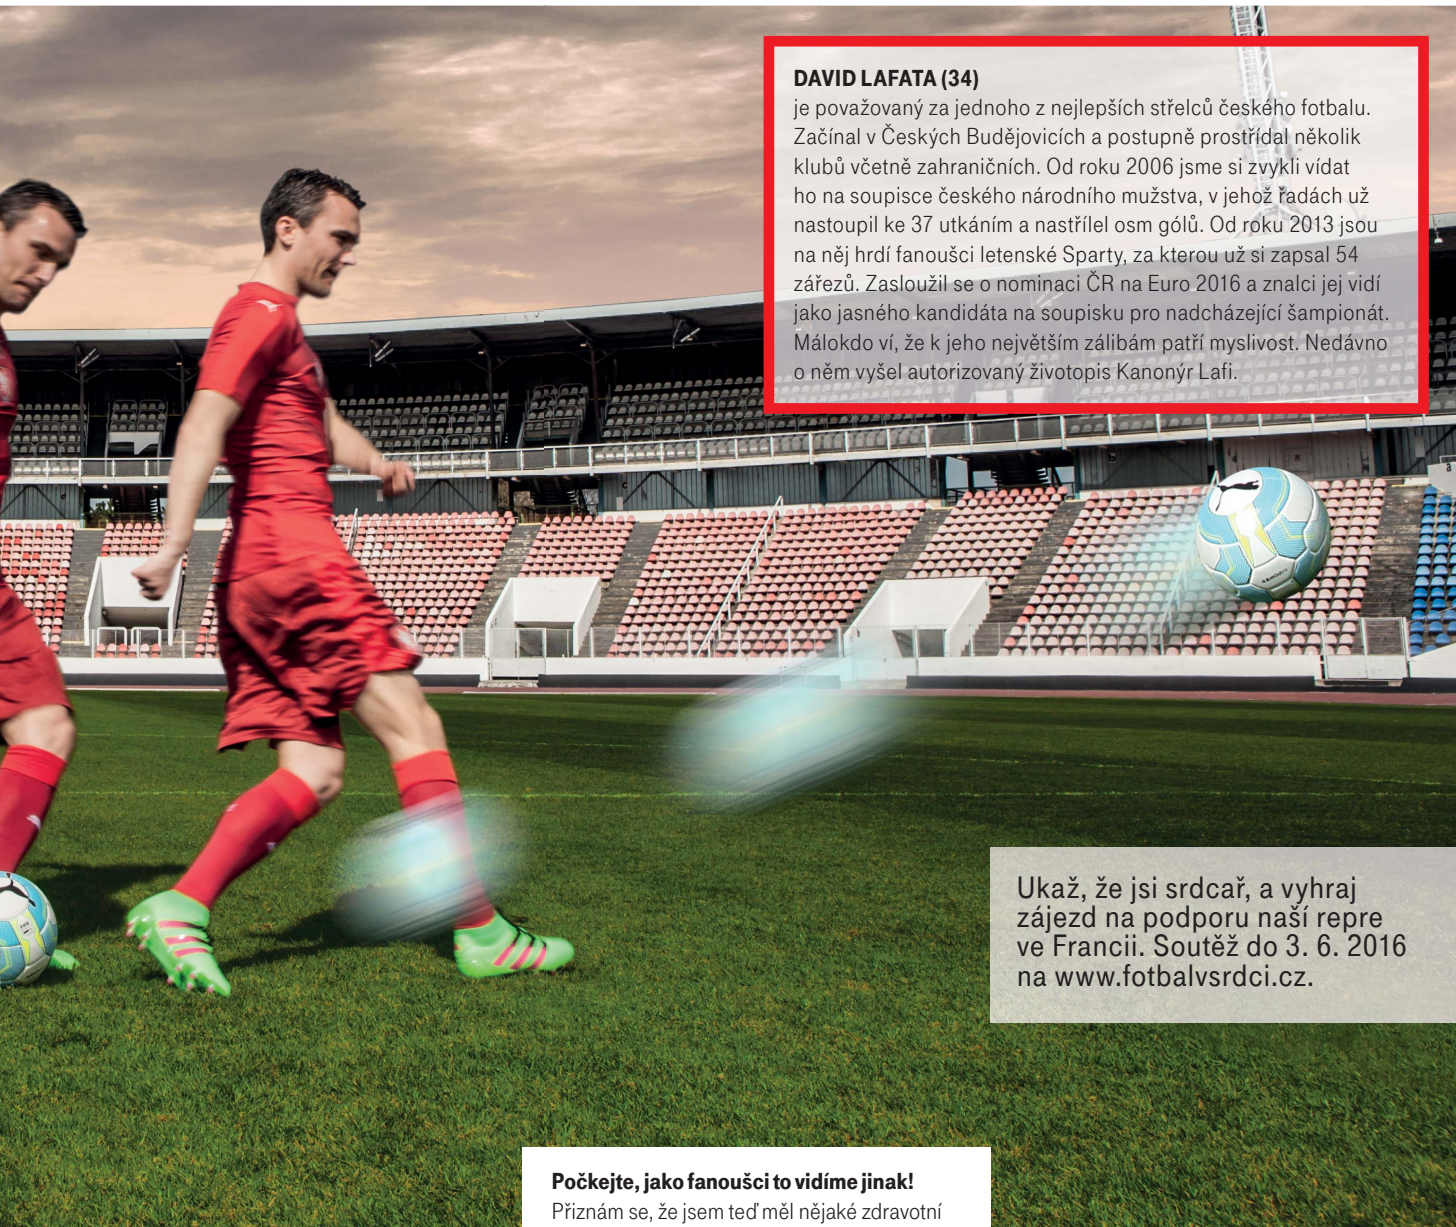 DAVID LAFATA (34)
je považovaný za jednoho z nejlepších střelců českého fotbalu.
Začínal v Českých Budějovicích a postupně prostřídal několik
klubů včetně zahraničních. Od roku 2006 jsme si zvykli vídat
ho na soupisce českého národního mužstva, v jehož řadách už
nastoupil ke 37 utkáním a nastřílel osm gólů. Od roku 2013 jsou
na něj hrdí fanoušci letenské Sparty, za kterou už si zapsal 54
zářezů. Zasloužil se o nominaci ČR na Euro 2016 a znalci jej vidí
jako jasného kandidáta na soupisku pro nadcházející šampionát.
Málokdo ví, že k jeho největším zálibám patří myslivost. Nedávno
o něm vyšel autorizovaný životopis Kanonýr Lafi.
Ukaž, že jsi srdcař, a vyhraj
zájezd na podporu naší repre
ve Francii. Soutěž do 3. 6. 2016
na www.fotbalvsrdci.cz.
Počkejte, jako fanoušci to vidíme jinak!
Přiznám se, že jsem teď měl nějaké zdravotní